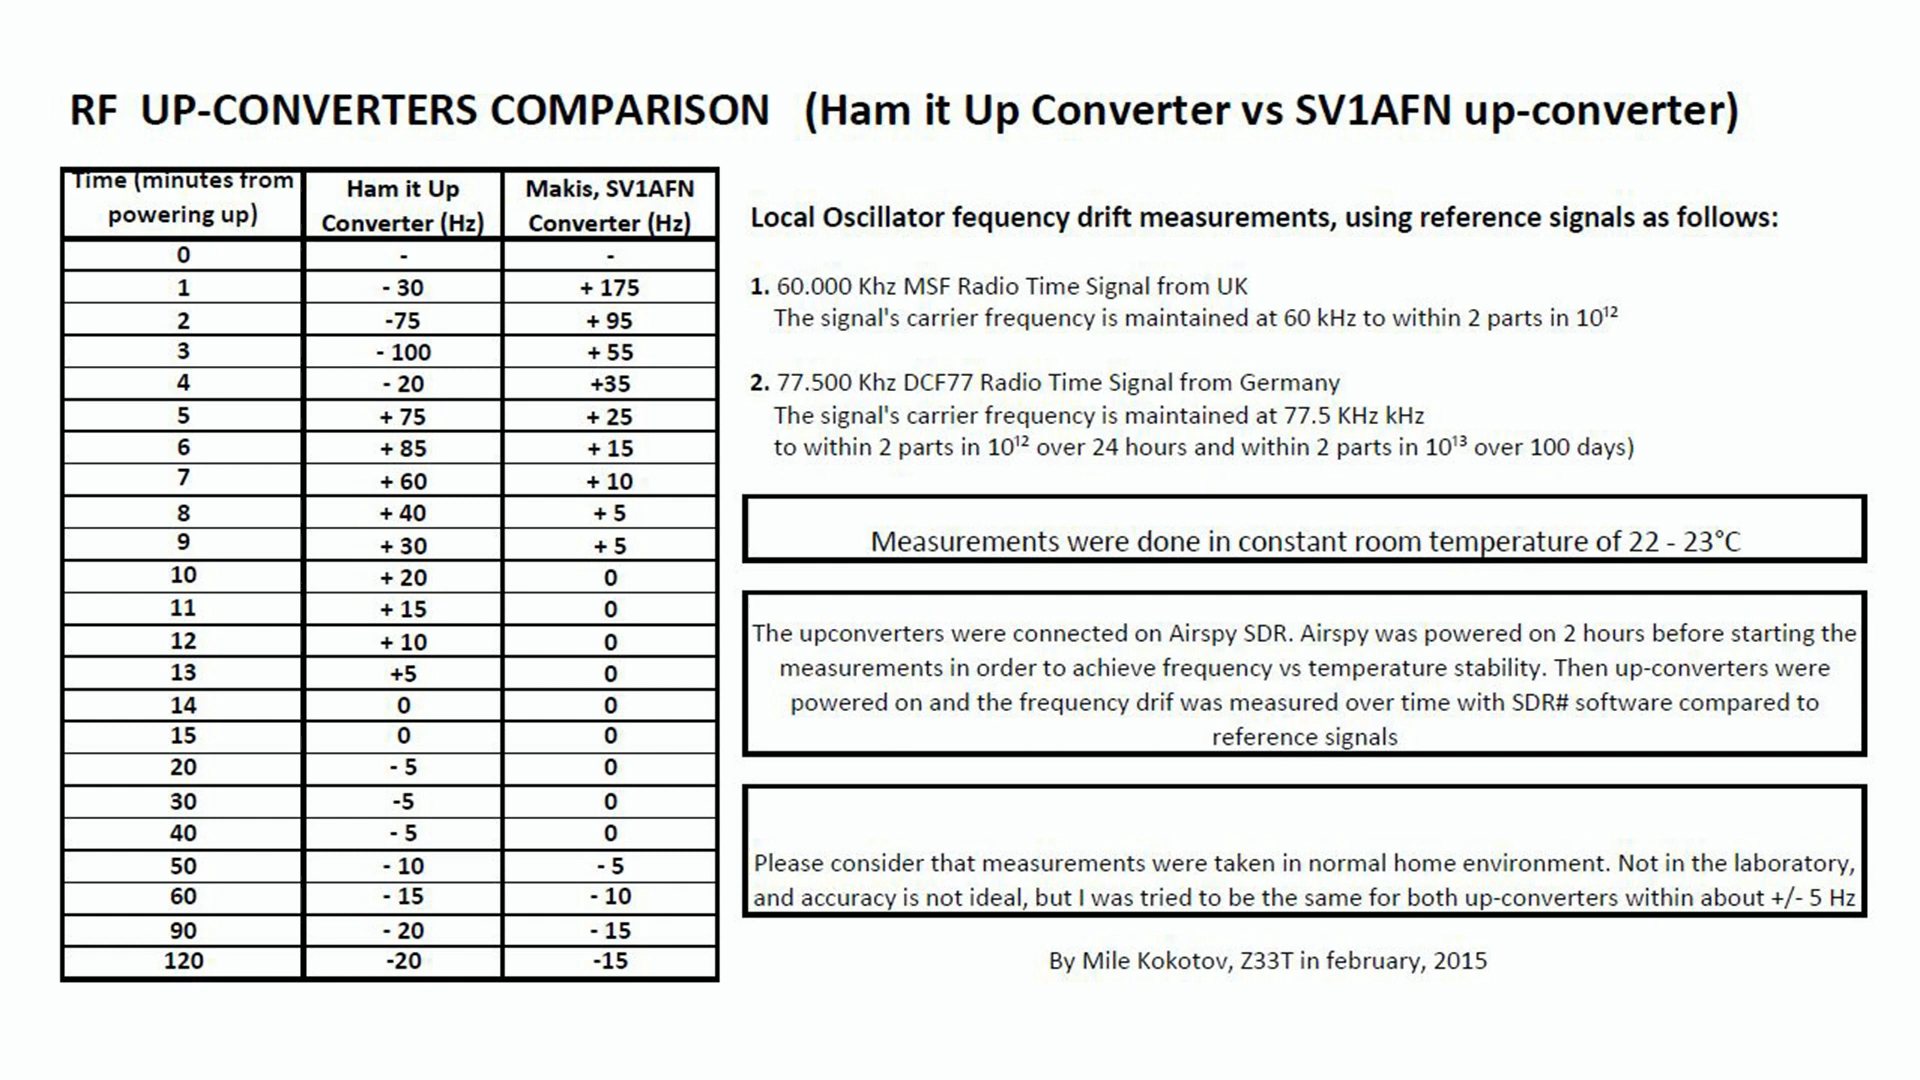 RF UP-CONVERTERS COMPARISON (Ham it Up Converter vs SV1AFN up-converter)
Time (minutes from powering up) Ham it Up Converter (Hz) Makis, SV1AFN Converter (Hz)
0 - -
1 - 30 + 175
2 -75 + 95
3 - 100 + 55
4 - 20 +35
5 + 75 + 25
6 + 85 + 15
7 + 60 + 10
8 + 40 + 5
9 + 30 + 5
10 + 20 0
11 + 15 0
12 + 10 0
13 +5 0
14 0 0
15 0 0
20 - 5 0
30 -5 0
40 - 5 0
50 - 10 - 5
60 - 15 - 10
90 - 20 - 15
120 -20 -15
Local Oscillator fequency drift measurements, using reference signals as follows:
1. 60.000 Khz MSF Radio Time Signal from UK
The signal's carrier frequency is maintained at 60 kHz to within 2 parts in 10¹²
2. 77.500 Khz DCF77 Radio Time Signal from Germany
The signal's carrier frequency is maintained at 77.5 KHz kHz
to within 2 parts in 10¹² over 24 hours and within 2 parts in 10¹³ over 100 days)
Measurements were done in constant room temperature of 22 - 23°C
The upconverters were connected on Airspy SDR. Airspy was powered on 2 hours before starting the
measurements in order to achieve frequency vs temperature stability. Then up-converters were
powered on and the frequency drif was measured over time with SDR# software compared to
reference signals
Please consider that measurements were taken in normal home environment. Not in the laboratory,
and accuracy is not ideal, but I was tried to be the same for both up-converters within about +/- 5 Hz
By Mile Kokotov, Z33T in february, 2015